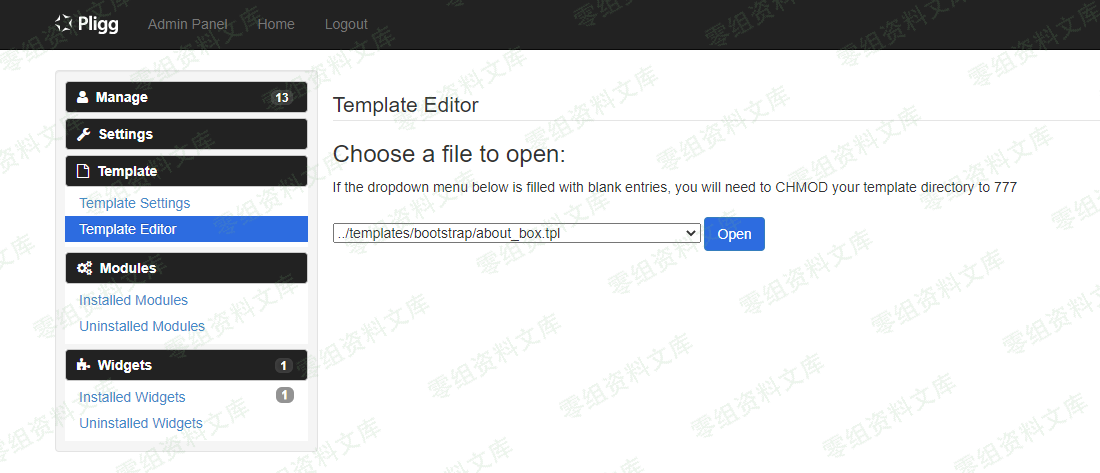 Pligg Admin Panel Home Logout
Manage 13
Settings
Template
Template Settings
Template Editor
Modules
Installed Modules
Uninstalled Modules
Widgets 1
Installed Widgets 1
Uninstalled Widgets
Template Editor
Choose a file to open:
If the dropdown menu below is filled with blank entries, you will need to CHMOD your template directory to 777
../templates/bootstrap/about_box.tpl Open
零组资料文库